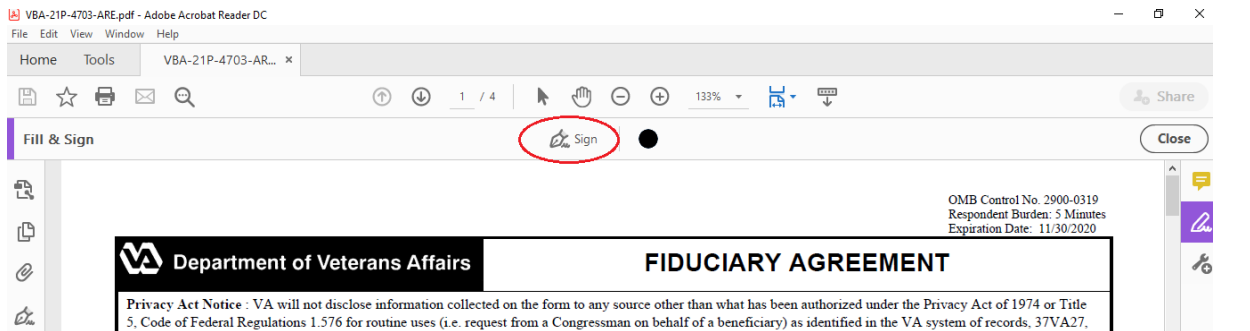 VBA-21P-4703-ARE.pdf - Adobe Acrobat Reader DC
File Edit View Window Help
Home Tools VBA-21P-4703-AR... ×
1 / 4 133% Share
Fill & Sign Sign Close
OMB Control No. 2900-0319
Respondent Burden: 5 Minutes
Expiration Date: 11/30/2020
VA Department of Veterans Affairs FIDUCIARY AGREEMENT
Privacy Act Notice : VA will not disclose information collected on the form to any source other than what has been authorized under the Privacy Act of 1974 or Title
5, Code of Federal Regulations 1.576 for routine uses (i.e. request from a Congressman on behalf of a beneficiary) as identified in the VA system of records, 37VA27,